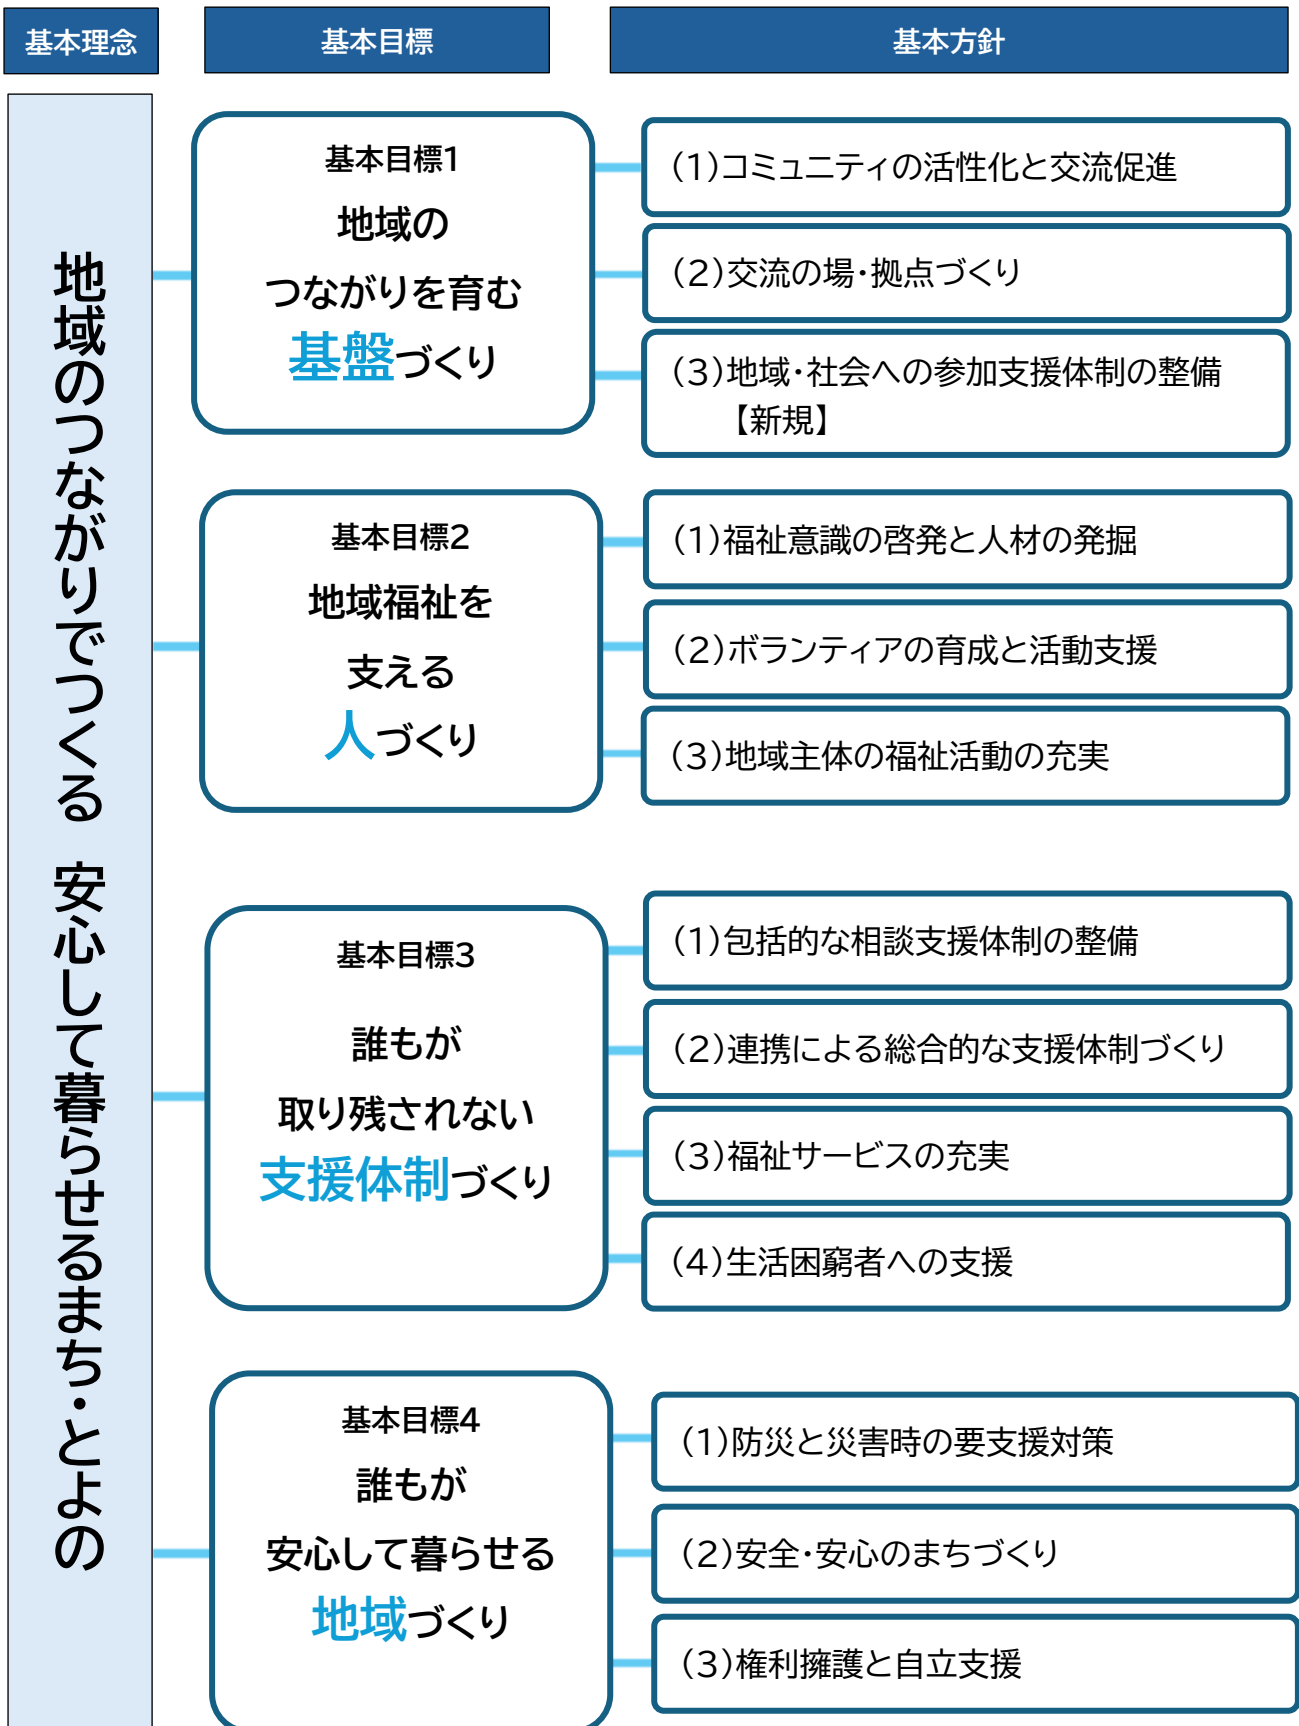 基本理念
基本目標
基本方針
地域のつながりでつくる 安心して暮らせるまち・とよの
基本目標1
地域の
つながりを育む
基盤づくり
(1)コミュニティの活性化と交流促進
(2)交流の場・拠点づくり
(3)地域・社会への参加支援体制の整備
【新規】
基本目標2
地域福祉を
支える
人づくり
(1)福祉意識の啓発と人材の発掘
(2)ボランティアの育成と活動支援
(3)地域主体の福祉活動の充実
基本目標3
誰もが
取り残されない
支援体制づくり
(1)包括的な相談支援体制の整備
(2)連携による総合的な支援体制づくり
(3)福祉サービスの充実
(4)生活困窮者への支援
基本目標4
誰もが
安心して暮らせる
地域づくり
(1)防災と災害時の要支援対策
(2)安全・安心のまちづくり
(3)権利擁護と自立支援